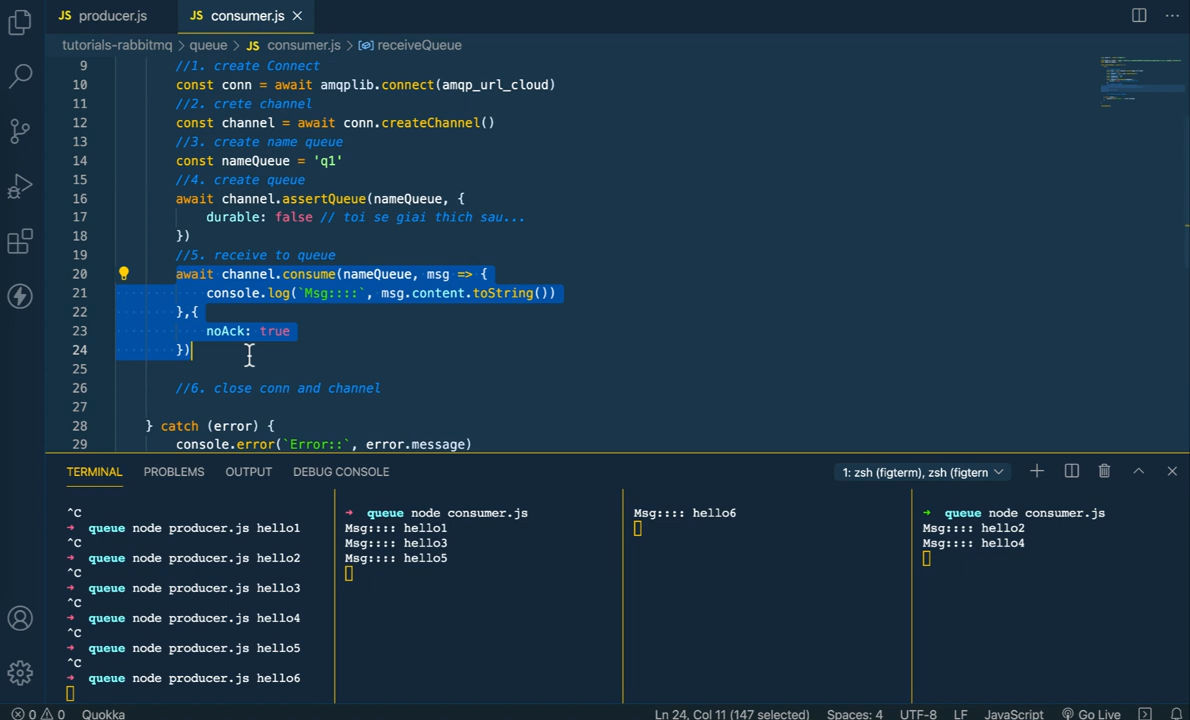 JS producer.js JS consumer.js
tutorials-rabbitmq > queue > JS consumer.js > receiveQueue
9 //1. create Connect
10 const conn = await amqplib.connect(amqp_url_cloud)
11 //2. crete channel
12 const channel = await conn.createChannel()
13 //3. create name queue
14 const nameQueue = 'q1'
15 //4. create queue
16 await channel.assertQueue(nameQueue, {
17 durable: false // toi se giai thich sau...
18 })
19 //5. receive to queue
20 await channel.consume(nameQueue, msg => {
21 console.log(`Msg::::`, msg.content.toString())
22 },{
23 noAck: true
24 })
25
26 //6. close conn and channel
27
28 } catch (error) {
29 console.error(`Error::`, error.message)
TERMINAL PROBLEMS OUTPUT DEBUG CONSOLE 1: zsh (figterm), zsh (figtern
^C
→ queue node producer.js hello1
^C
→ queue node producer.js hello2
^C
→ queue node producer.js hello3
^C
→ queue node producer.js hello4
^C
→ queue node producer.js hello5
^C
→ queue node producer.js hello6
→ queue node consumer.js
Msg:::: hello1
Msg:::: hello3
Msg:::: hello5
Msg:::: hello6
→ queue node consumer.js
Msg:::: hello2
Msg:::: hello4
0 0 Quokka Ln 24, Col 11 (147 selected) Spaces: 4 UTF-8 LF JavaScript Go Live